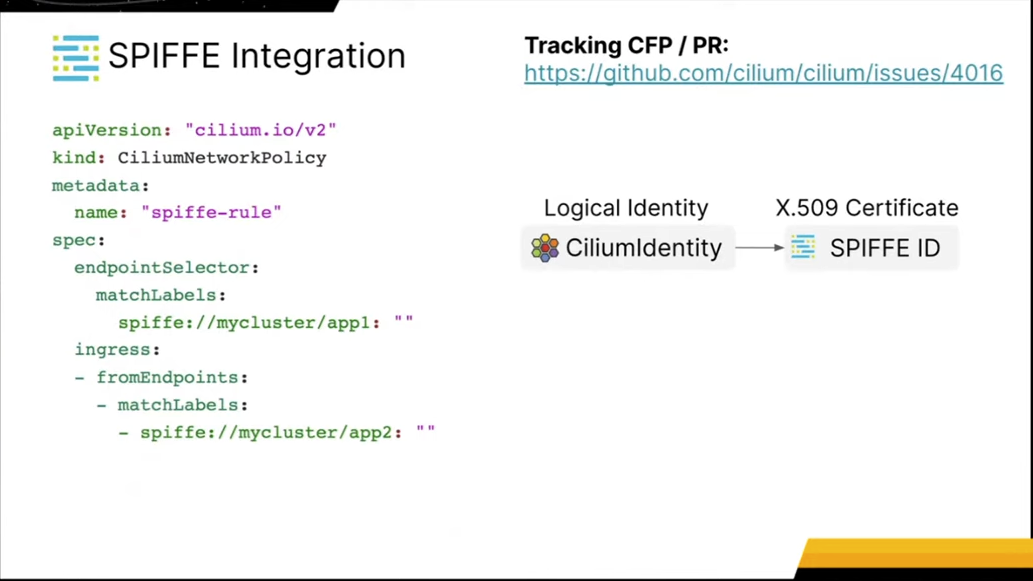 SPIFFE Integration
Tracking CFP / PR:
https://github.com/cilium/cilium/issues/4016
apiVersion: "cilium.io/v2"
kind: CiliumNetworkPolicy
metadata:
  name: "spiffe-rule"
spec:
  endpointSelector:
    matchLabels:
      spiffe://mycluster/app1: ""
  ingress:
  - fromEndpoints:
    - matchLabels:
      - spiffe://mycluster/app2: ""
Logical Identity
CiliumIdentity
X.509 Certificate
SPIFFE ID